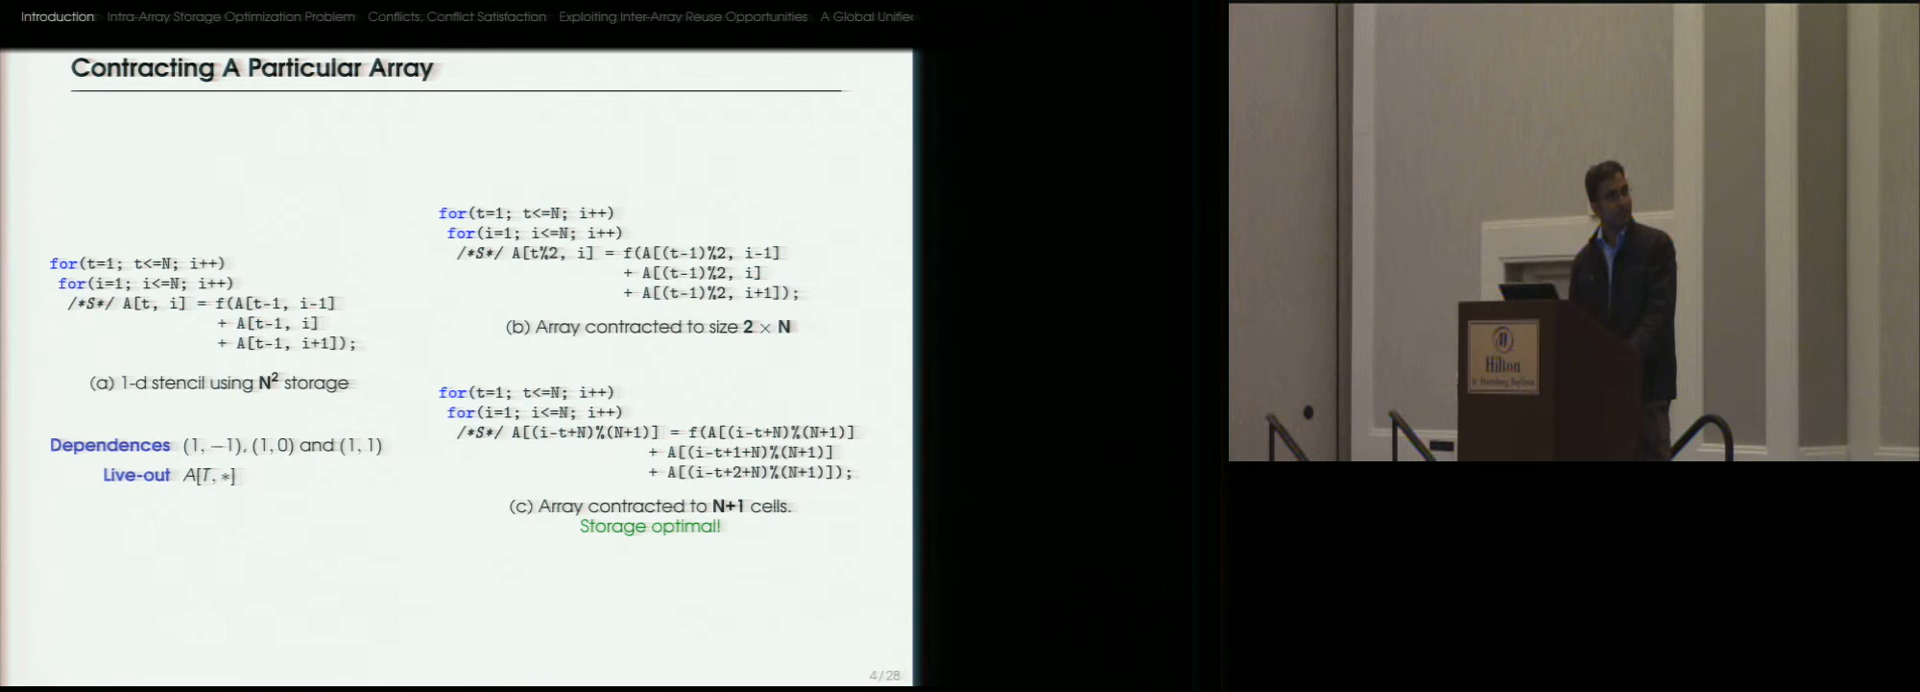 Introduction Intra-Array Storage Optimization Problem Conflicts, Conflict Satisfaction Exploiting Inter-Array Reuse Opportunities A Global Unified
Contracting A Particular Array
for(t=1; t<=N; i++)
for(i=1; i<=N; i++)
/*S*/ A[t, i] = f(A[t-1, i-1]
+ A[t-1, i]
+ A[t-1, i+1]);
(a) 1-d stencil using N² storage
Dependences (1, −1), (1, 0) and (1, 1)
Live-out A[T, *]
for(t=1; t<=N; i++)
for(i=1; i<=N; i++)
/*S*/ A[t%2, i] = f(A[(t-1)%2, i-1]
+ A[(t-1)%2, i]
+ A[(t-1)%2, i+1]);
(b) Array contracted to size 2 × N
for(t=1; t<=N; i++)
for(i=1; i<=N; i++)
/*S*/ A[(i-t+N)%(N+1)] = f(A[(i-t+N)%(N+1)]
+ A[(i-t+1+N)%(N+1)]
+ A[(i-t+2+N)%(N+1)]);
(c) Array contracted to N+1 cells.
Storage optimal!
4/28
Hilton
St. Petersburg Bayfront